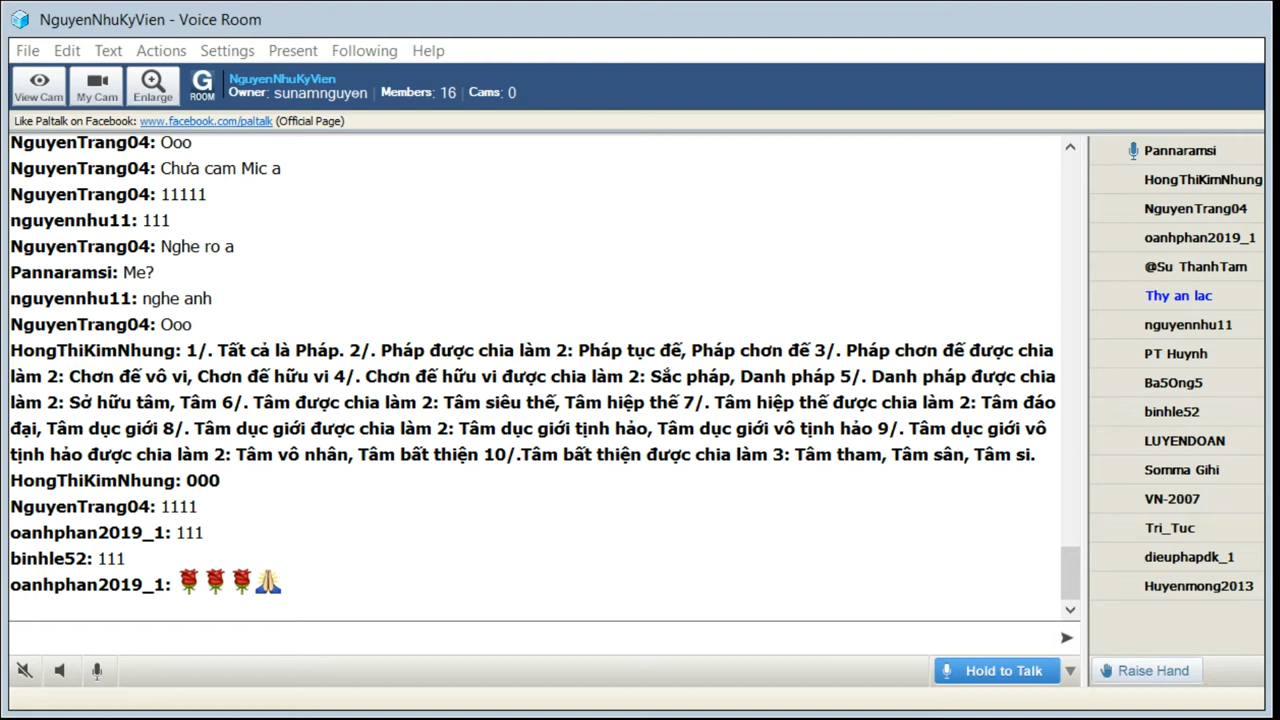 NguyenNhuKyVien - Voice Room
File Edit Text Actions Settings Present Following Help
View Cam My Cam Enlarge G ROOM
NguyenNhuKyVien
Owner: sunamnguyen | Members: 16 | Cams: 0
Like Paltalk on Facebook: www.facebook.com/paltalk (Official Page)
NguyenTrang04: Ooo
NguyenTrang04: Chưa cam Mic a
NguyenTrang04: 11111
nguyennhu11: 111
NguyenTrang04: Nghe ro a
Pannaramsi: Me?
nguyennhu11: nghe anh
NguyenTrang04: Ooo
HongThiKimNhung: 1/. Tất cả là Pháp. 2/. Pháp được chia làm 2: Pháp tục đế, Pháp chơn đế 3/. Pháp chơn đế được chia
làm 2: Chơn đế vô vi, Chơn đế hữu vi 4/. Chơn đế hữu vi được chia làm 2: Sắc pháp, Danh pháp 5/. Danh pháp được chia
làm 2: Sở hữu tâm, Tâm 6/. Tâm được chia làm 2: Tâm siêu thế, Tâm hiệp thế 7/. Tâm hiệp thế được chia làm 2: Tâm đáo
đại, Tâm dục giới 8/. Tâm dục giới được chia làm 2: Tâm dục giới tịnh hảo, Tâm dục giới vô tịnh hảo 9/. Tâm dục giới vô
tịnh hảo được chia làm 2: Tâm vô nhân, Tâm bất thiện 10/.Tâm bất thiện được chia làm 3: Tâm tham, Tâm sân, Tâm si.
HongThiKimNhung: 000
NguyenTrang04: 1111
oanhphan2019_1: 111
binhle52: 111
oanhphan2019_1: 🌹🌹🌹🙏
Hold to Talk
Pannaramsi
HongThiKimNhung
NguyenTrang04
oanhphan2019_1
@Su ThanhTam
Thy an lac
nguyennhu11
PT Huynh
Ba5Ong5
binhle52
LUYENDOAN
Somma Gihi
VN-2007
Tri_Tuc
dieuphapdk_1
Huyenmong2013
Raise Hand